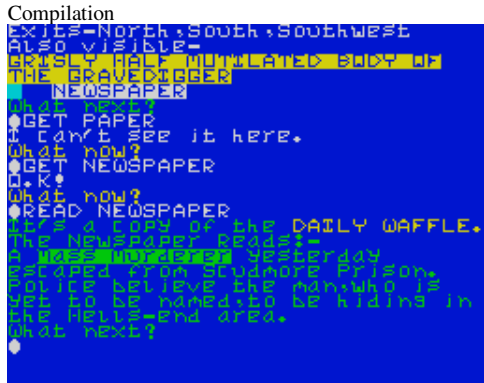 Compilation
Exits-North,South,Southwest
Also visible-
GRISLY HALF MUTILATED BODY OF
THE GRAVEDIGGER
NEWSPAPER
What next?
GET PAPER
I can't see it here.
What now?
GET NEWSPAPER
O.K!
What now?
READ NEWSPAPER
It's a copy of the DAILY WAFFLE.
The Newspaper Reads:-
A Mass Murderer yesterday
escaped from Scudmore Prison.
Police believe the man,who is
yet to be named,to be hiding in
the Hells-end area.
What next?